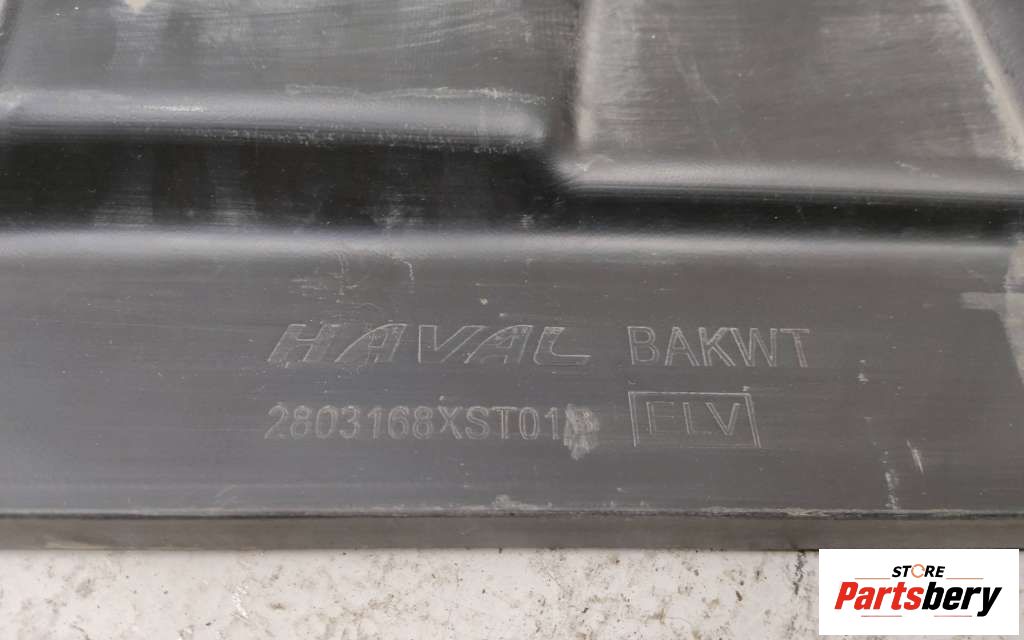 HAVAL BAKWT
2803168XST01B ELV
STORE
Partsbery